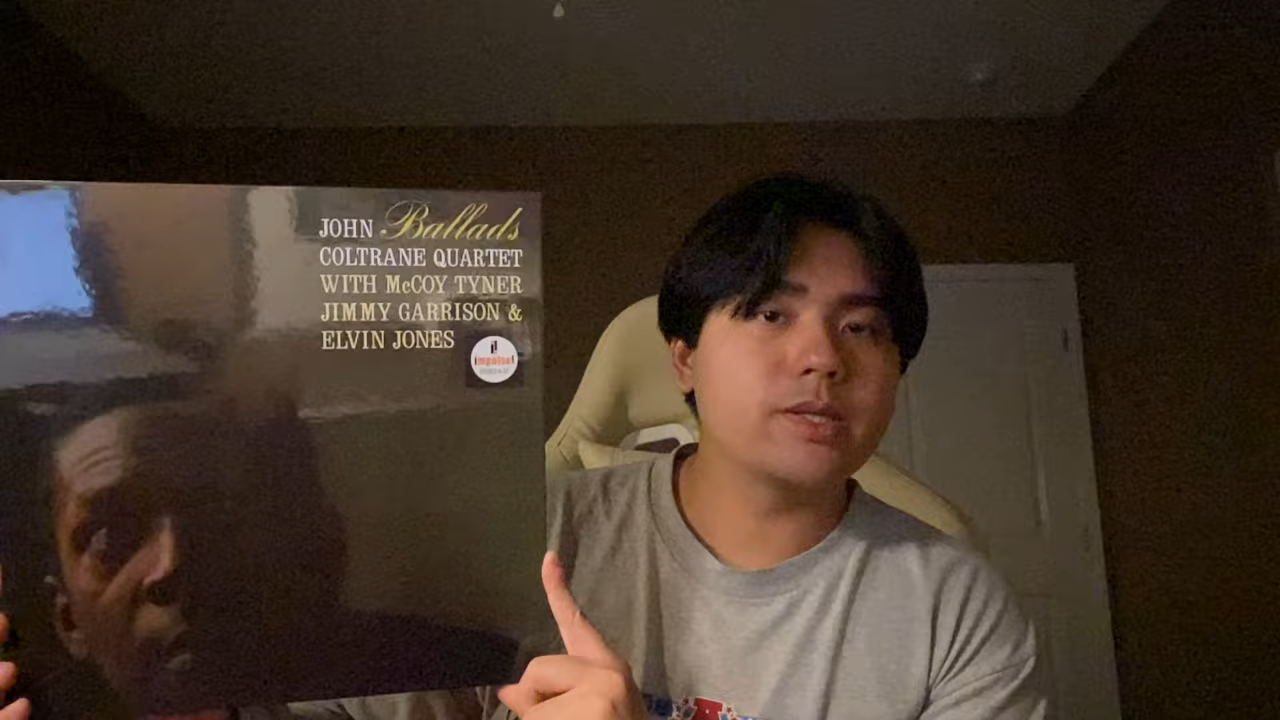 JOHN Ballads
COLTRANE QUARTET
WITH McCOY TYNER
JIMMY GARRISON &
ELVIN JONES
impulse!